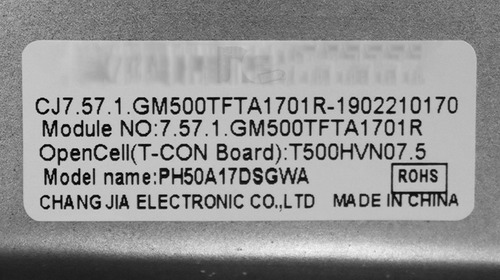 CJ7.57.1.GM500TFTA1701R-1902210170
Module NO:7.57.1.GM500TFTA1701R
OpenCell(T-CON Board):T500HVN07.5
Model name:PH50A17DSGWA ROHS
CHANG JIA ELECTRONIC CO.,LTD MADE IN CHINA